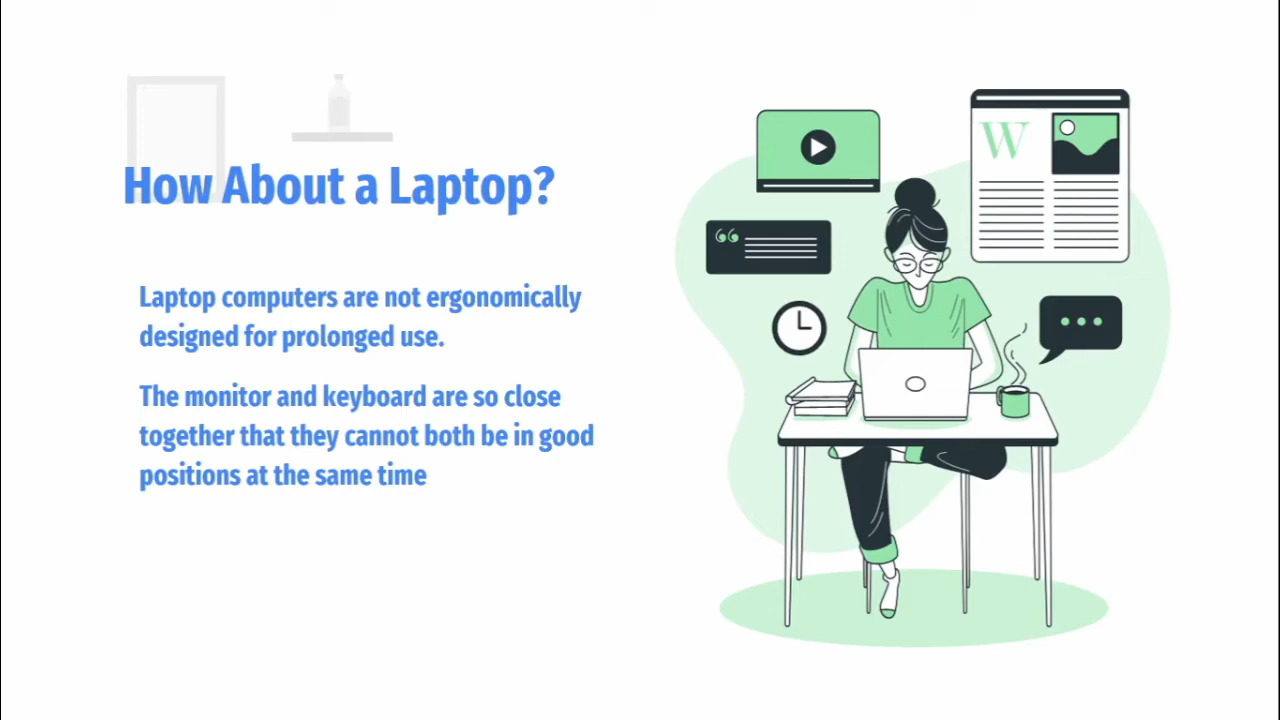 How About a Laptop?
Laptop computers are not ergonomically
designed for prolonged use.
The monitor and keyboard are so close
together that they cannot both be in good
positions at the same time
W